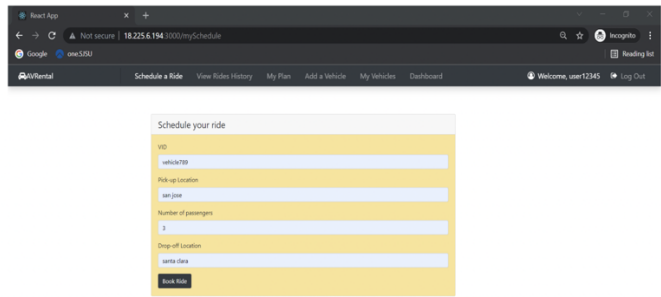 React App
Not secure | 18.225.6.194:3000/mySchedule
Incognito
Google
one.SJSU
Reading list
AVRental
Schedule a Ride
View Rides History
My Plan
Add a Vehicle
My Vehicles
Dashboard
Welcome, user12345
Log Out
Schedule your ride
VID
vehicle789
Pick-up Location
san jose
Number of passengers
3
Drop-off Location
santa clara
Book Ride